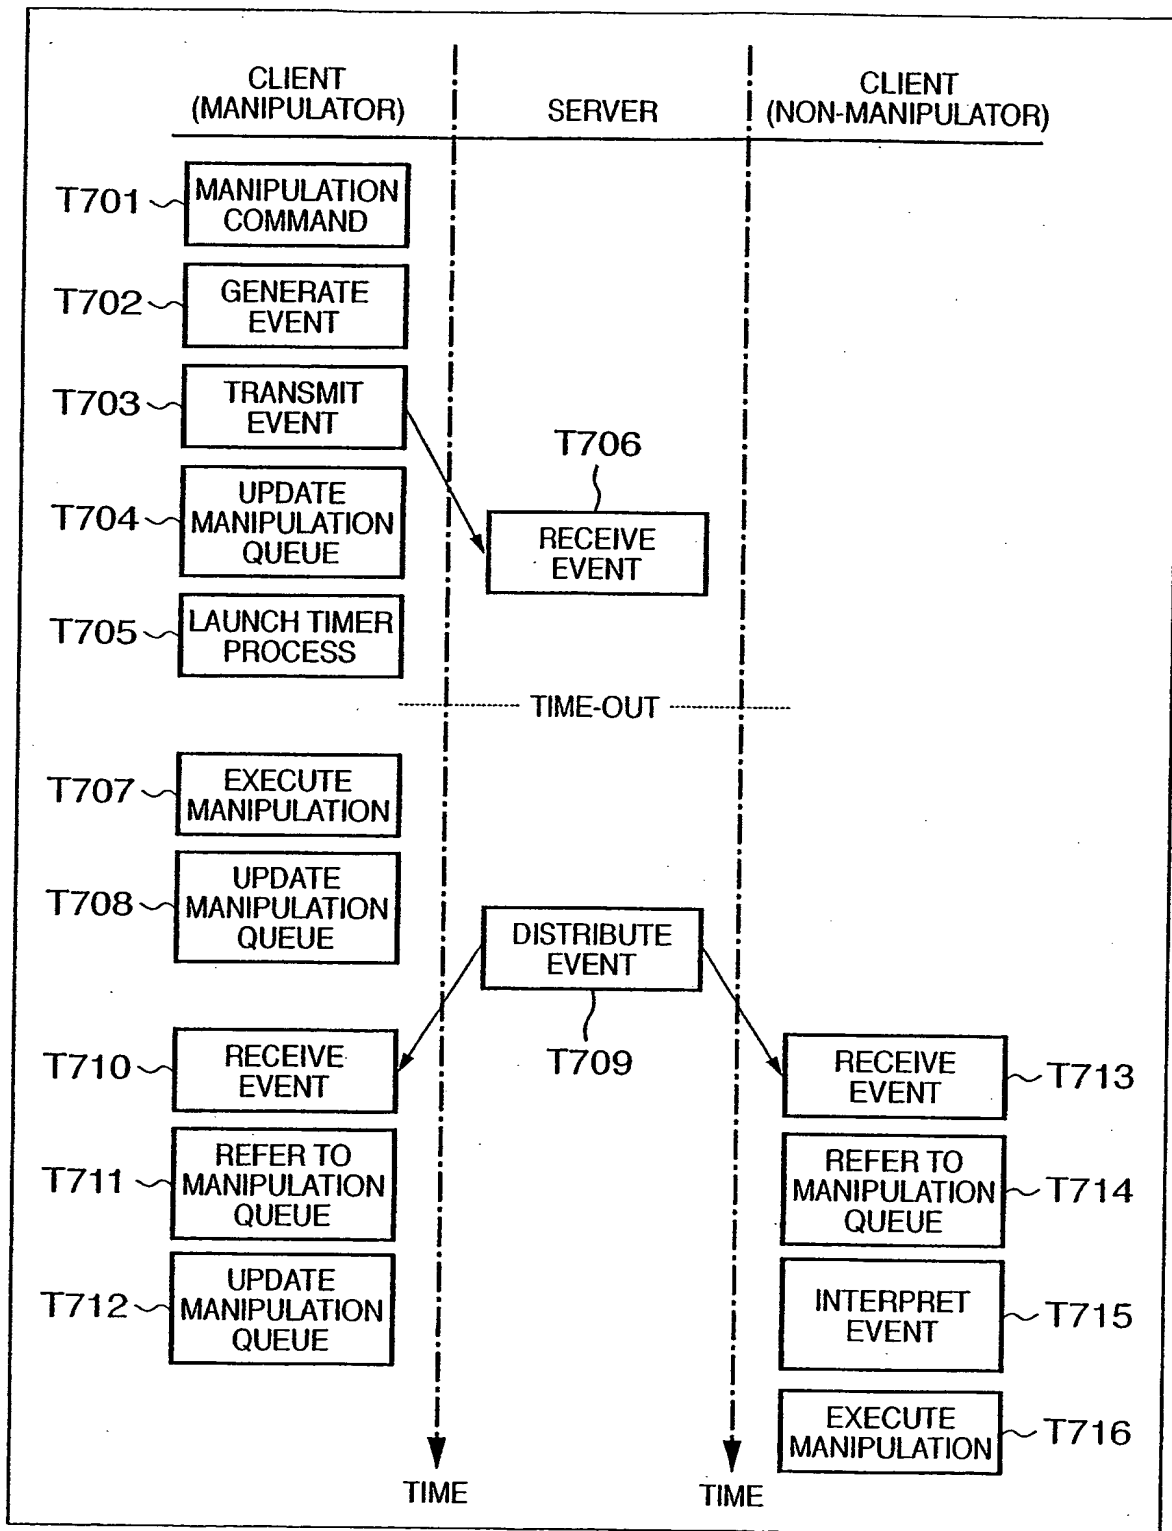 CLIENT
(MANIPULATOR)
SERVER
CLIENT
(NON-MANIPULATOR)
T701
MANIPULATION
COMMAND
T702
GENERATE
EVENT
T703
TRANSMIT
EVENT
T706
T704
UPDATE
MANIPULATION
QUEUE
RECEIVE
EVENT
T705
LAUNCH TIMER
PROCESS
TIME-OUT
T707
EXECUTE
MANIPULATION
T708
UPDATE
MANIPULATION
QUEUE
DISTRIBUTE
EVENT
T709
T710
RECEIVE
EVENT
RECEIVE
EVENT
T713
T711
REFER TO
MANIPULATION
QUEUE
REFER TO
MANIPULATION
QUEUE
T714
T712
UPDATE
MANIPULATION
QUEUE
INTERPRET
EVENT
T715
EXECUTE
MANIPULATION
T716
TIME
TIME